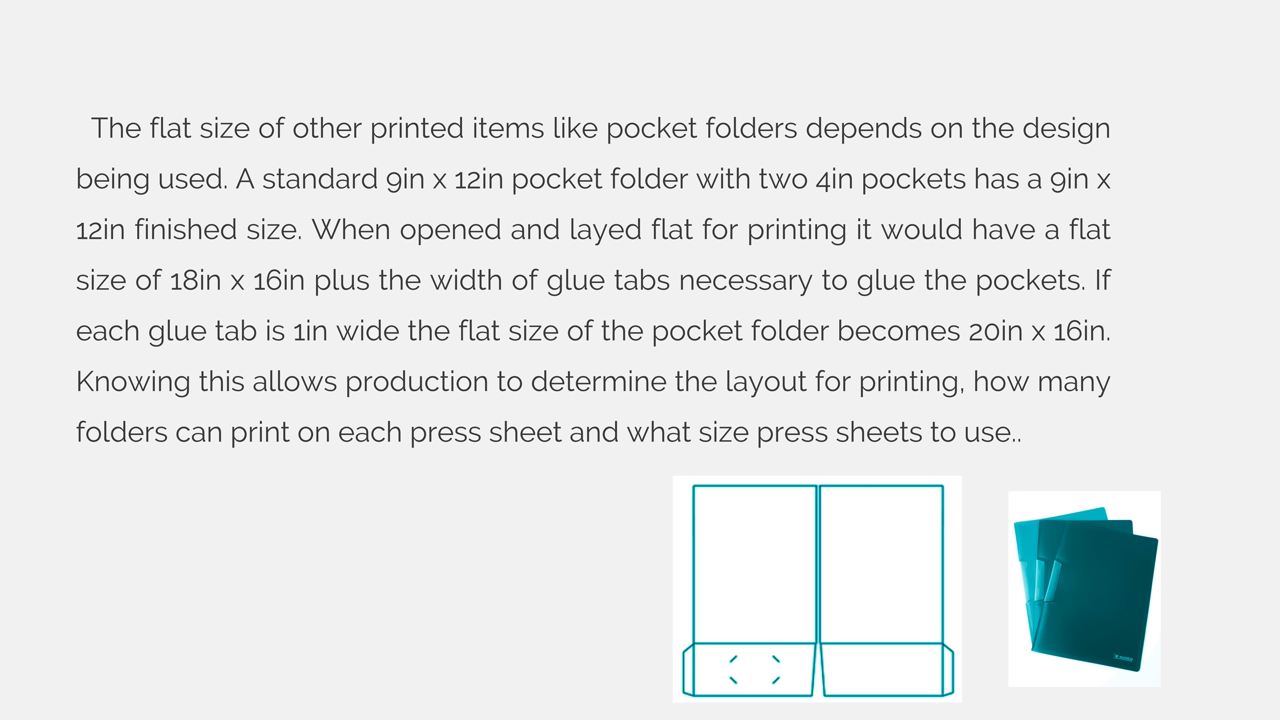 The flat size of other printed items like pocket folders depends on the design
being used. A standard 9in x 12in pocket folder with two 4in pockets has a 9in x
12in finished size. When opened and layed flat for printing it would have a flat
size of 18in x 16in plus the width of glue tabs necessary to glue the pockets. If
each glue tab is 1in wide the flat size of the pocket folder becomes 20in x 16in.
Knowing this allows production to determine the layout for printing, how many
folders can print on each press sheet and what size press sheets to use..